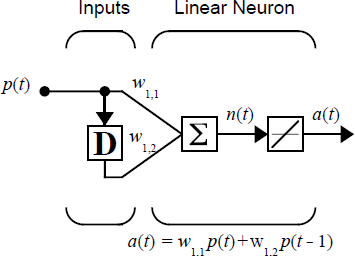 Inputs Linear Neuron
p(t) w1,1 n(t) a(t)
D w1,2 Σ
a(t) = w1,1p(t)+w1,2p(t - 1)